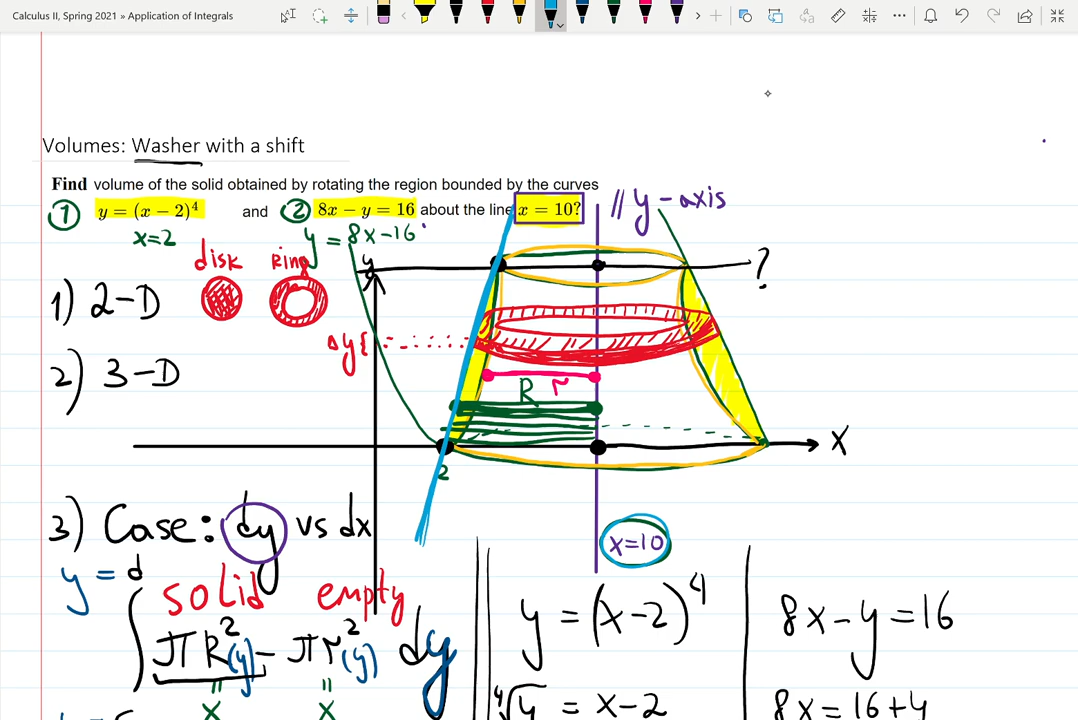 Calculus II, Spring 2021 » Application of Integrals
Volumes: Washer with a shift
Find volume of the solid obtained by rotating the region bounded by the curves
① y = (x − 2)⁴ and ② 8x − y = 16 about the line x = 10?
// y-axis
x=2
y = 8x-16
disk Ring
y
?
1) 2-D
Δy{
2) 3-D
R r
X
2
3) Case: dy vs dx
x=10
y = d
solid empty
∫ πR²(y) - πr²(y) dy
y = (x-2)⁴
8x-y=16
= =
x x
⁴√y = x-2
8x = 16+y